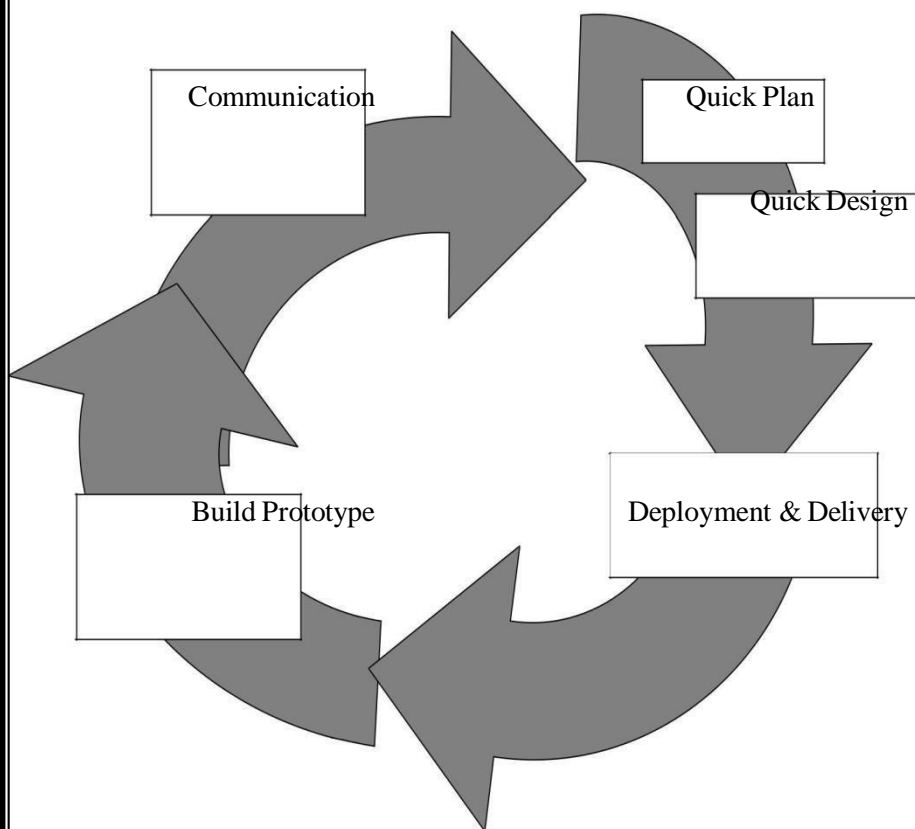 Communication
Quick Plan
Quick Design
Build Prototype
Deployment & Delivery